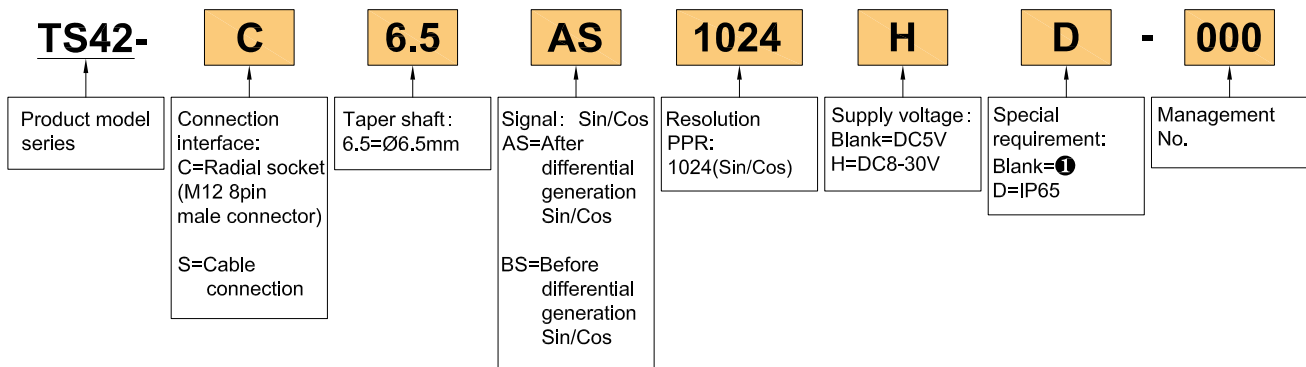 TS42- C 6.5 AS 1024 H D - 000
Product model
series
Connection
interface:
C=Radial socket
(M12 8pin
male connector)
S=Cable
connection
Taper shaft:
6.5=Ø6.5mm
Signal: Sin/Cos
AS=After
differential
generation
Sin/Cos
BS=Before
differential
generation
Sin/Cos
Resolution
PPR:
1024(Sin/Cos)
Supply voltage:
Blank=DC5V
H=DC8-30V
Special
requirement:
Blank=❶
D=IP65
Management
No.